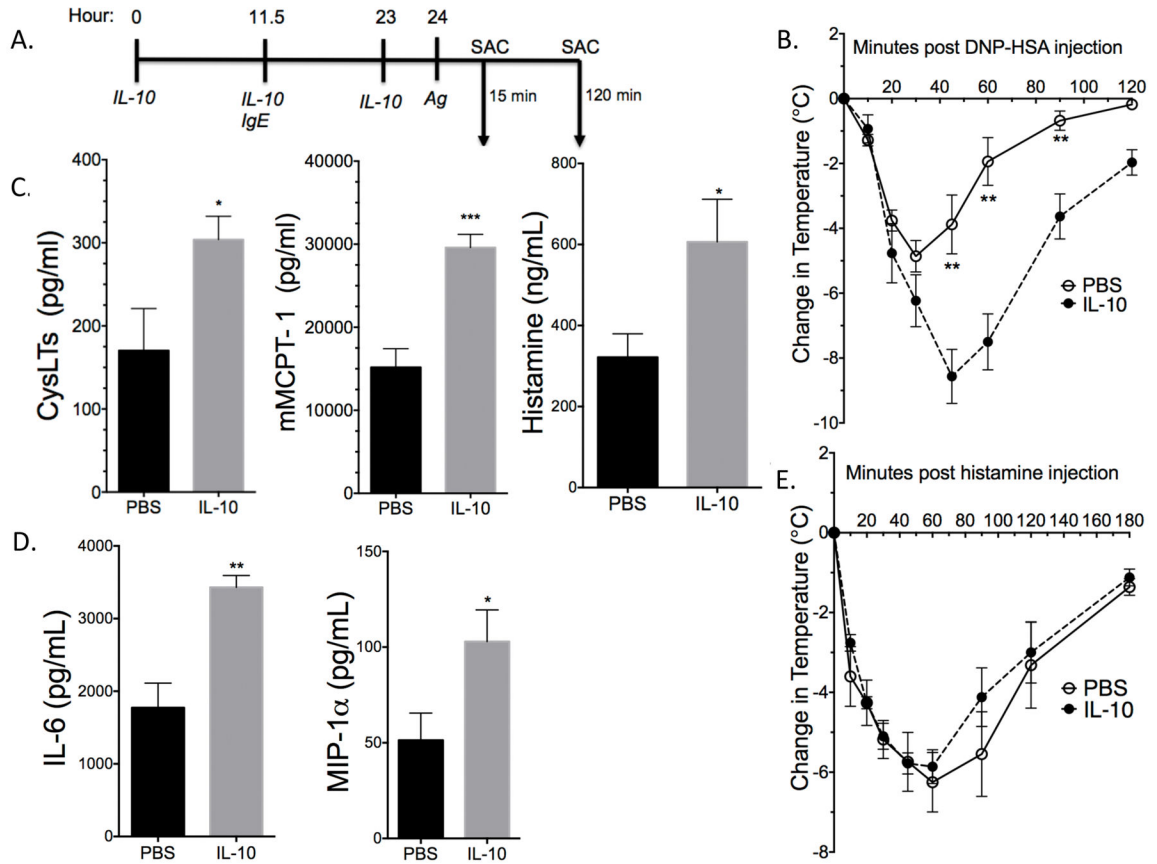 A.
Hour: 0 11.5 23 24
SAC SAC
IL-10 IL-10 IL-10 Ag 15 min 120 min
IgE
B.
Minutes post DNP-HSA injection
20 40 60 80 100 120
2
0
-2
-4
-6
-8
-10
Change in Temperature (°C)
** ** **
PBS
IL-10
C.
CysLTs (pg/ml)
400
300
200
100
0
*
PBS IL-10
mMCPT- 1 (pg/ml)
40000
30000
20000
10000
0
***
PBS IL-10
Histamine (ng/mL)
800
600
400
200
0
*
PBS IL-10
D.
IL-6 (pg/mL)
4000
3000
2000
1000
0
**
PBS IL-10
MIP-1α (pg/mL)
150
100
50
0
*
PBS IL-10
E.
Minutes post histamine injection
20 40 60 80 100 120 140 160 180
2
0
-2
-4
-6
-8
Change in Temperature (°C)
PBS
IL-10